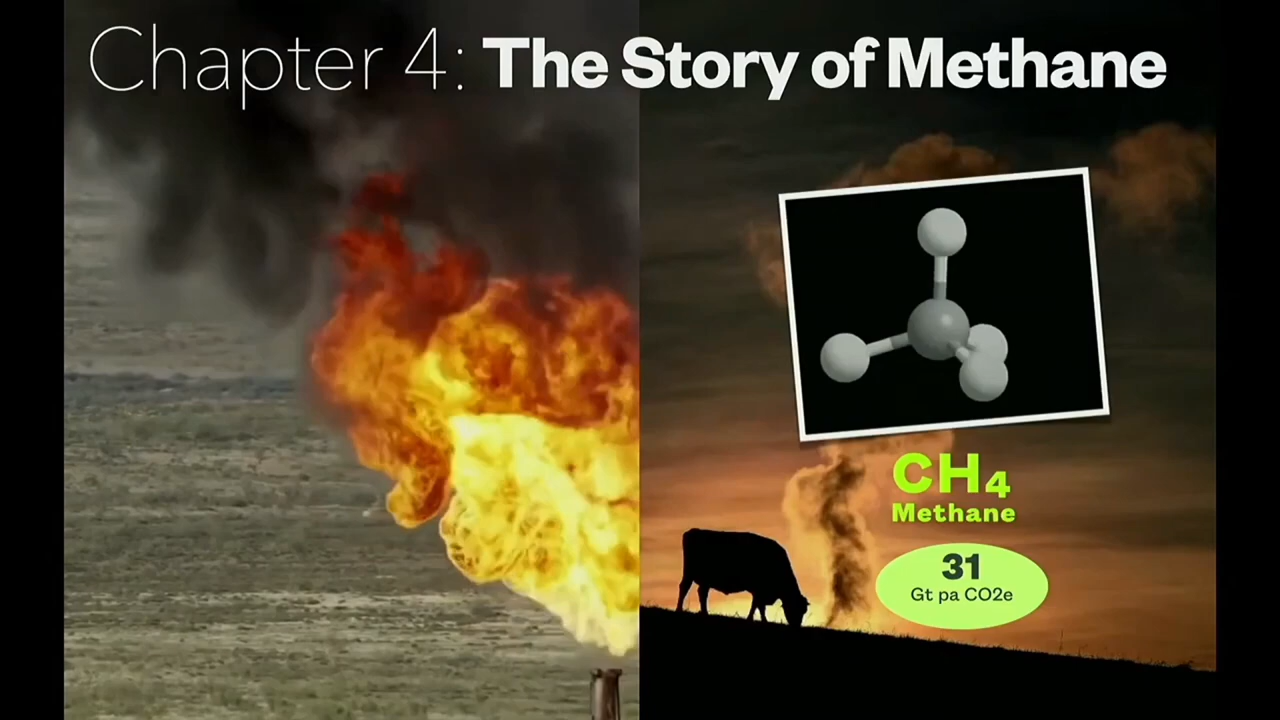 Chapter 4: The Story of Methane
CH₄
Methane
31
Gt pa CO2e